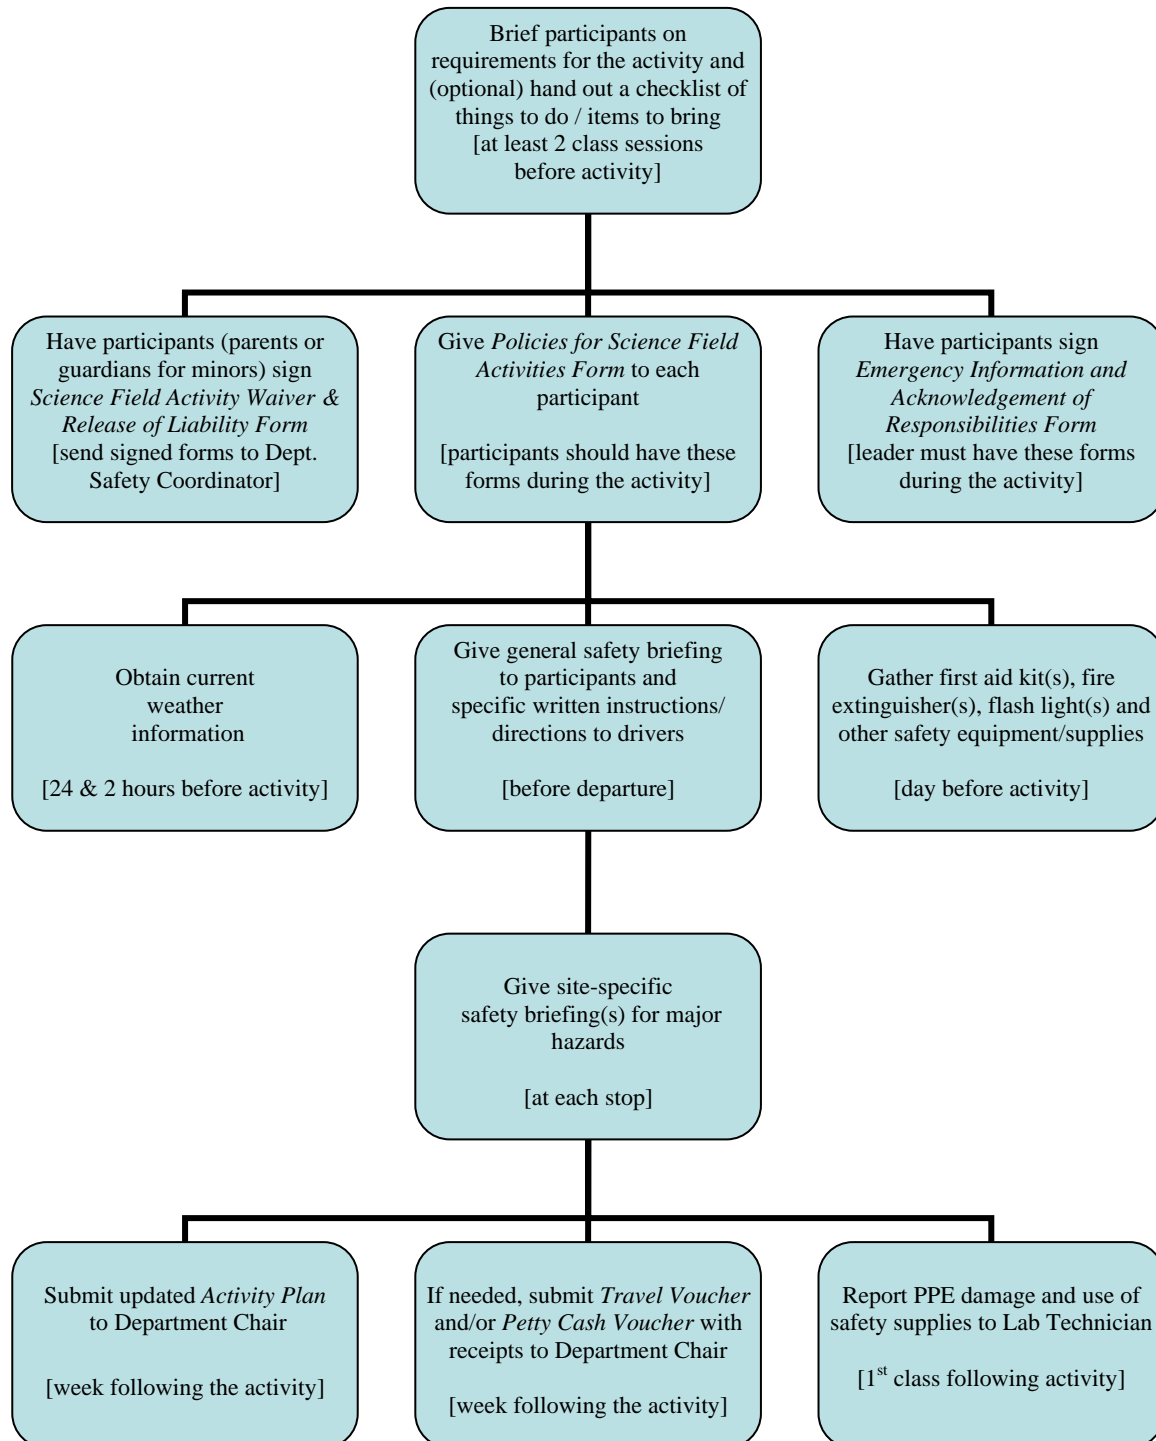 Brief participants on
requirements for the activity and
(optional) hand out a checklist of
things to do / items to bring
[at least 2 class sessions
before activity]
Have participants (parents or
guardians for minors) sign
Science Field Activity Waiver &
Release of Liability Form
[send signed forms to Dept.
Safety Coordinator]
Give Policies for Science Field
Activities Form to each
participant
[participants should have these
forms during the activity]
Have participants sign
Emergency Information and
Acknowledgement of
Responsibilities Form
[leader must have these forms
during the activity]
Obtain current
weather
information
[24 & 2 hours before activity]
Give general safety briefing
to participants and
specific written instructions/
directions to drivers
[before departure]
Gather first aid kit(s), fire
extinguisher(s), flash light(s) and
other safety equipment/supplies
[day before activity]
Give site-specific
safety briefing(s) for major
hazards
[at each stop]
Submit updated Activity Plan
to Department Chair
[week following the activity]
If needed, submit Travel Voucher
and/or Petty Cash Voucher with
receipts to Department Chair
[week following the activity]
Report PPE damage and use of
safety supplies to Lab Technician
[1st class following activity]